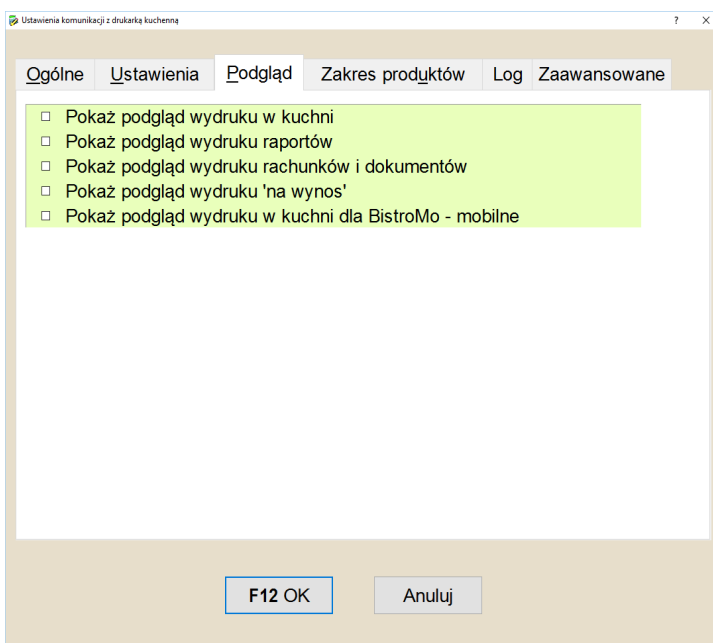 Ustawienia komunikacji z drukarką kuchenną ? X
Ogólne Ustawienia Podgląd Zakres produktów Log Zaawansowane
Pokaż podgląd wydruku w kuchni
Pokaż podgląd wydruku raportów
Pokaż podgląd wydruku rachunków i dokumentów
Pokaż podgląd wydruku 'na wynos'
Pokaż podgląd wydruku w kuchni dla BistroMo - mobilne
F12 OK Anuluj